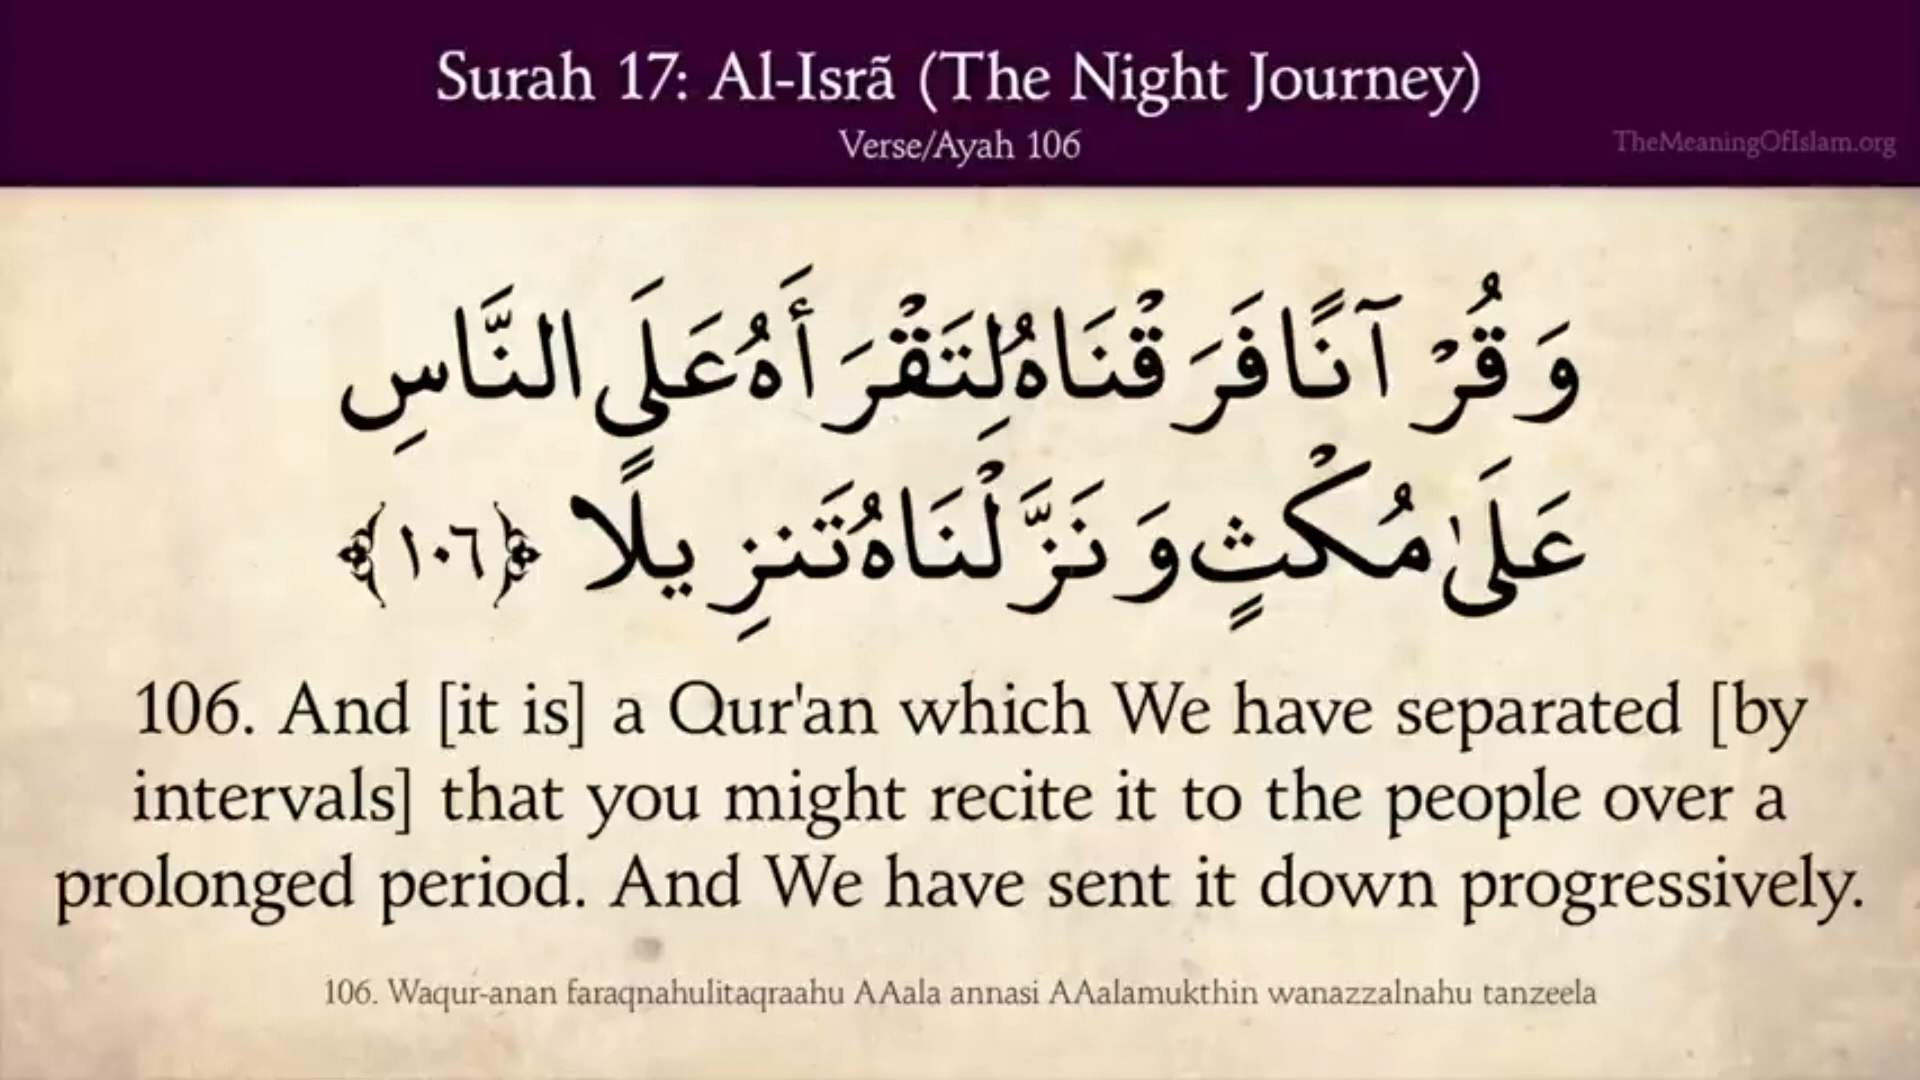 Surah 17: Al-Isrã (The Night Journey)
Verse/Ayah 106
TheMeaningOfIslam.org
وَقُرْآنًا فَرَقْنَاهُ لِتَقْرَأَهُ عَلَى النَّاسِ
عَلَىٰ مُكْثٍ وَنَزَّلْنَاهُ تَنزِيلًا ﴿١٠٦﴾
106. And [it is] a Qur'an which We have separated [by
intervals] that you might recite it to the people over a
prolonged period. And We have sent it down progressively.
106. Waqur-anan faraqnahulitaqraahu AAala annasi AAalamukthin wanazzalnahu tanzeela